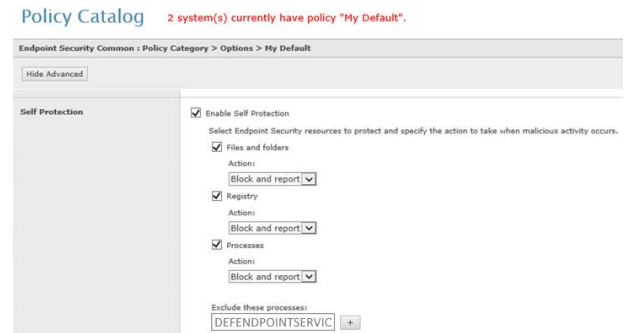 Policy Catalog 2 system(s) currently have policy "My Default".
Endpoint Security Common : Policy Category > Options > My Default
Hide Advanced
Self Protection
Enable Self Protection
Select Endpoint Security resources to protect and specify the action to take when malicious activity occurs.
Files and folders
Action:
Block and report
Registry
Action:
Block and report
Processes
Action:
Block and report
Exclude these processes:
DEFENDPOINTSERVIC +